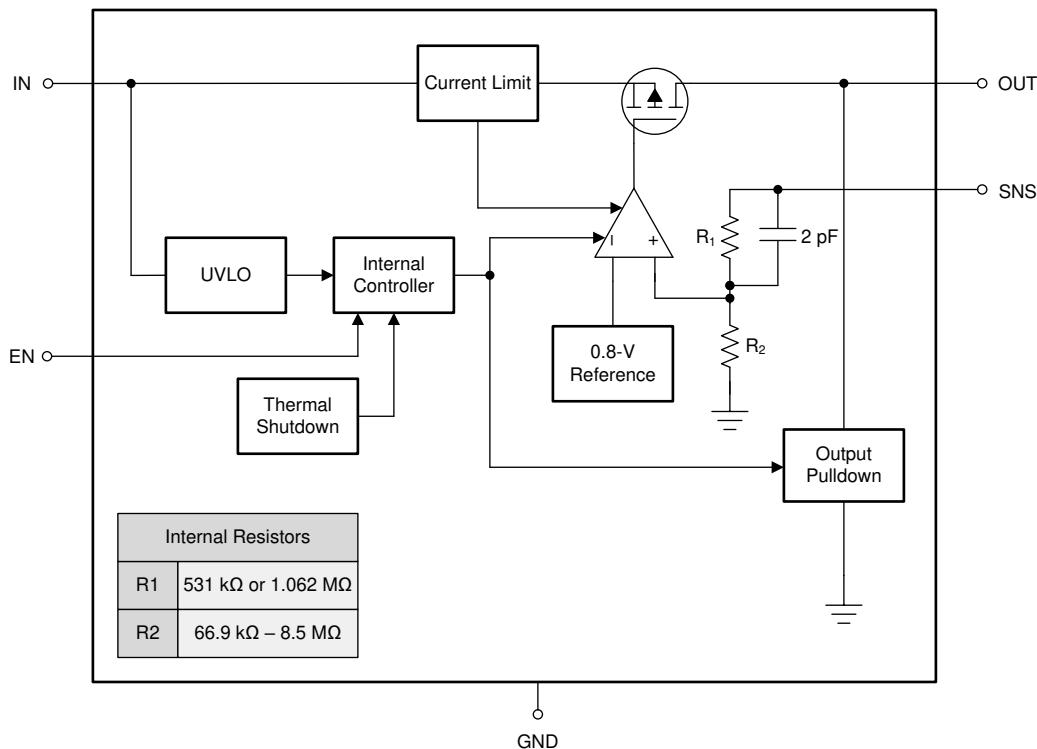 IN
Current Limit
OUT
SNS
R1
2 pF
–
+
UVLO
Internal
Controller
EN
0.8-V
Reference
R2
Thermal
Shutdown
Output
Pulldown
Internal Resistors
R1 531 kΩ or 1.062 MΩ
R2 66.9 kΩ – 8.5 MΩ
GND